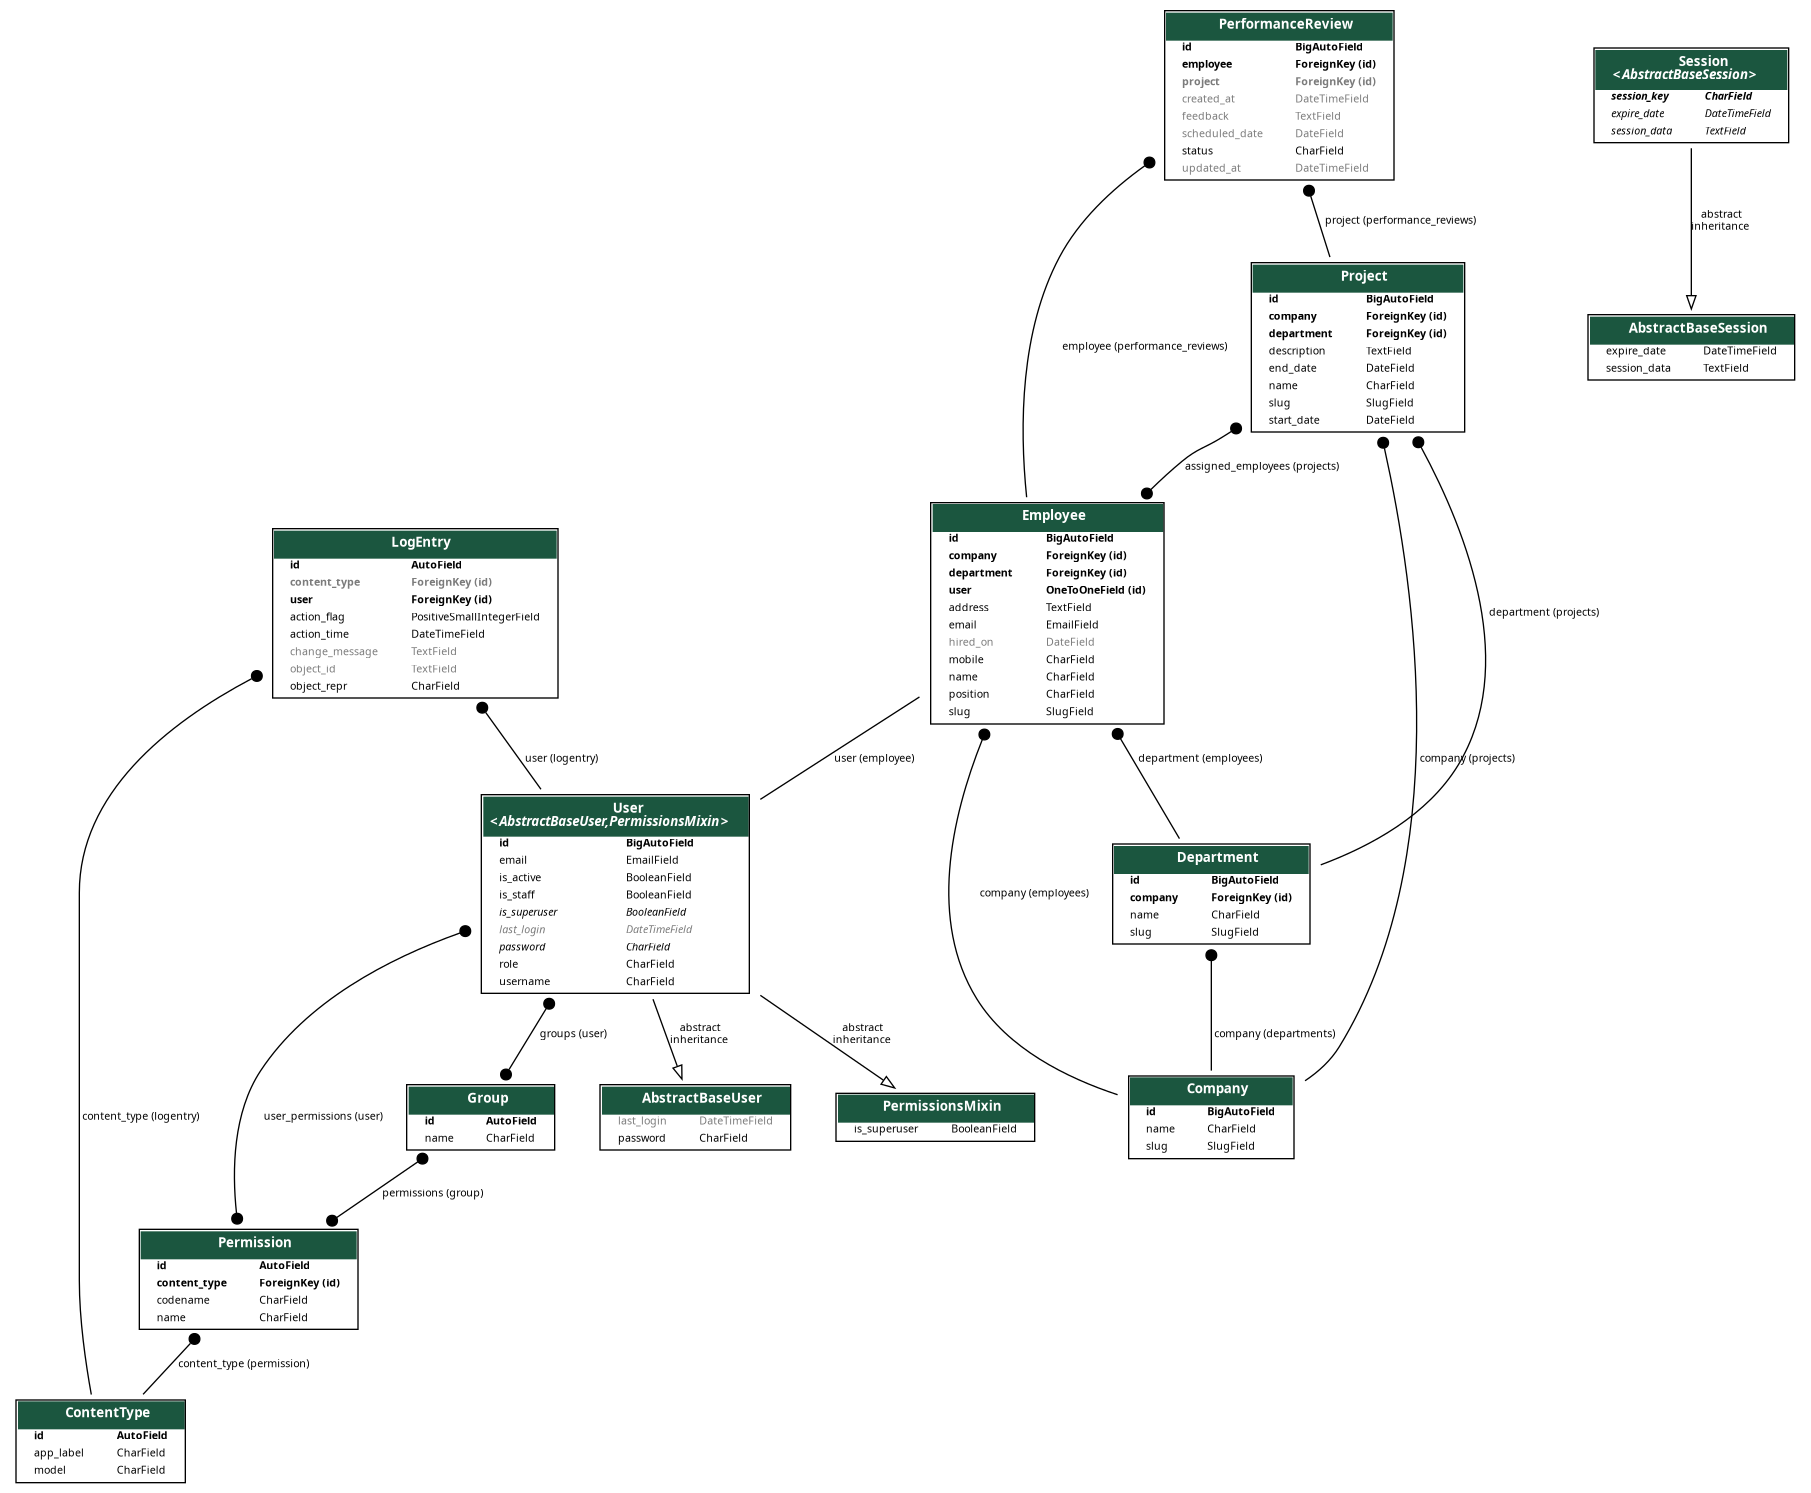 PerformanceReview
id BigAutoField
employee ForeignKey (id)
project ForeignKey (id)
created_at DateTimeField
feedback TextField
scheduled_date DateField
status CharField
updated_at DateTimeField
Session
<AbstractBaseSession>
session_key CharField
expire_date DateTimeField
session_data TextField
project (performance_reviews)
abstract
inheritance
Project
id BigAutoField
company ForeignKey (id)
department ForeignKey (id)
description TextField
end_date DateField
name CharField
slug SlugField
start_date DateField
AbstractBaseSession
expire_date DateTimeField
session_data TextField
employee (performance_reviews)
assigned_employees (projects)
Employee
id BigAutoField
company ForeignKey (id)
department ForeignKey (id)
user OneToOneField (id)
address TextField
email EmailField
hired_on DateField
mobile CharField
name CharField
position CharField
slug SlugField
LogEntry
id AutoField
content_type ForeignKey (id)
user ForeignKey (id)
action_flag PositiveSmallIntegerField
action_time DateTimeField
change_message TextField
object_id TextField
object_repr CharField
department (projects)
user (logentry)
user (employee)
department (employees)
company (projects)
User
<AbstractBaseUser,PermissionsMixin>
id BigAutoField
email EmailField
is_active BooleanField
is_staff BooleanField
is_superuser BooleanField
last_login DateTimeField
password CharField
role CharField
username CharField
company (employees)
Department
id BigAutoField
company ForeignKey (id)
name CharField
slug SlugField
groups (user)
abstract
inheritance
abstract
inheritance
company (departments)
content_type (logentry)
user_permissions (user)
Group
id AutoField
name CharField
AbstractBaseUser
last_login DateTimeField
password CharField
PermissionsMixin
is_superuser BooleanField
Company
id BigAutoField
name CharField
slug SlugField
permissions (group)
Permission
id AutoField
content_type ForeignKey (id)
codename CharField
name CharField
content_type (permission)
ContentType
id AutoField
app_label CharField
model CharField